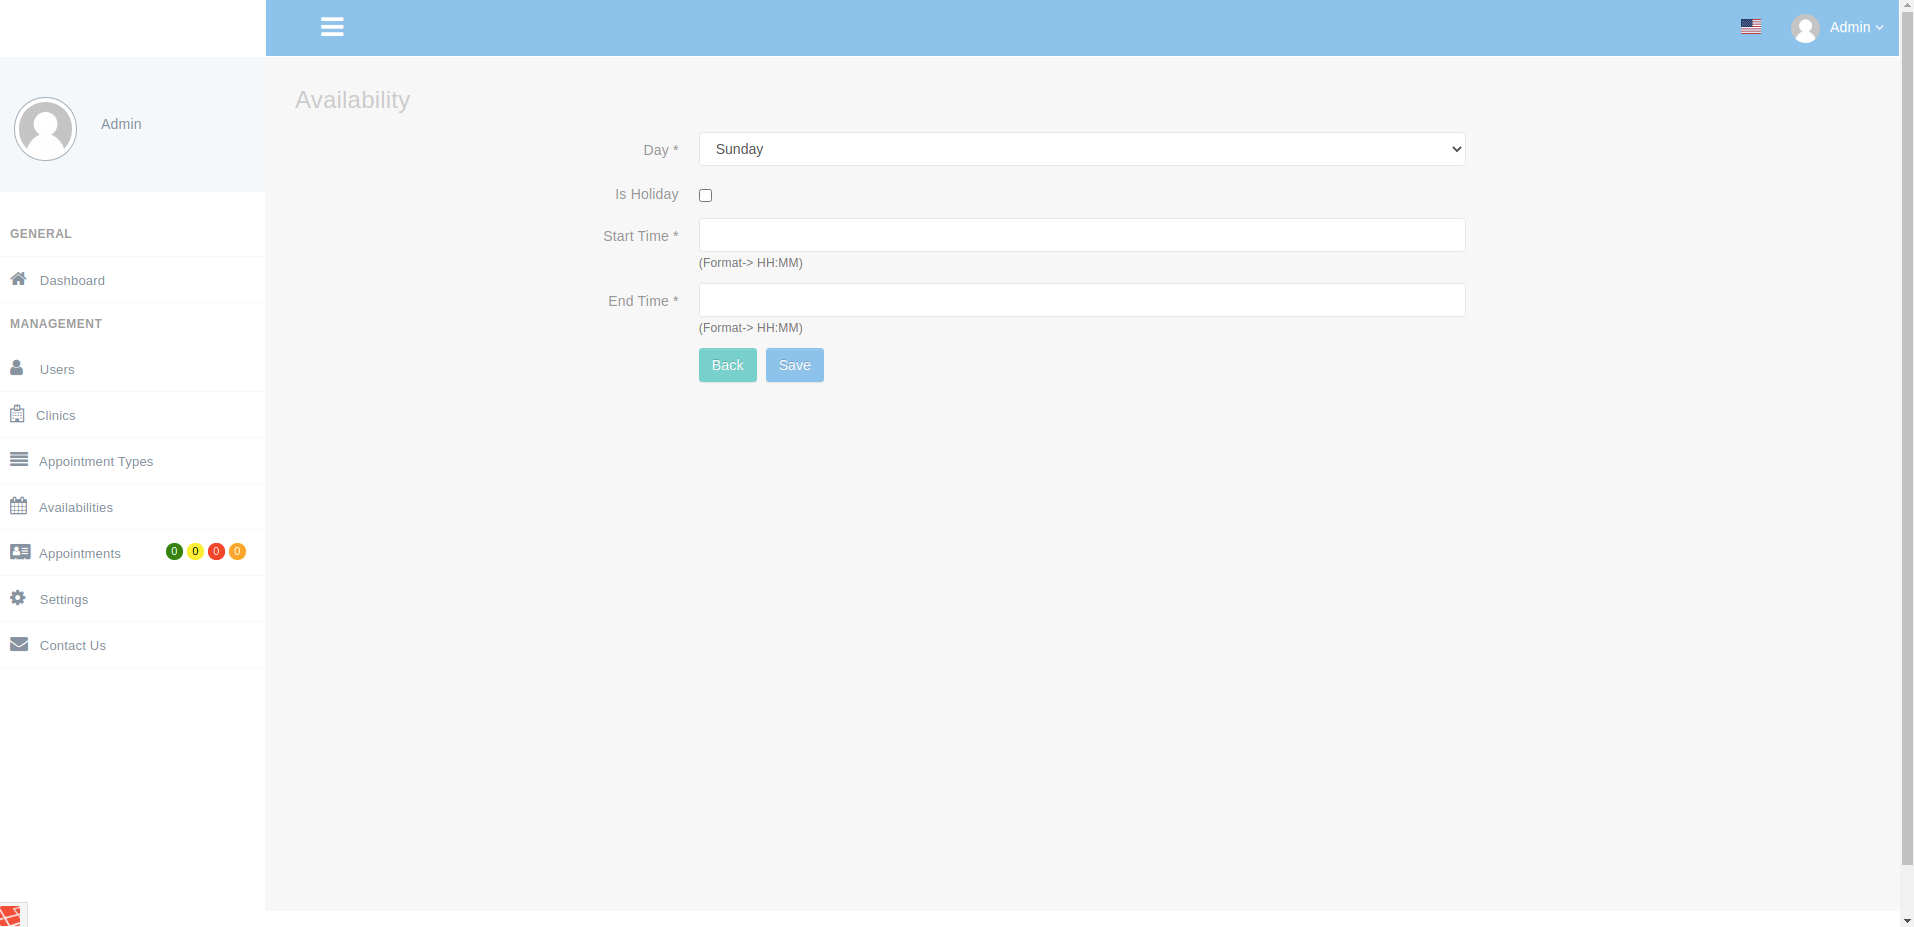 Admin
Admin
GENERAL
Dashboard
MANAGEMENT
Users
Clinics
Appointment Types
Availabilities
Appointments 0 0 0 0
Settings
Contact Us
Availability
Day * Sunday
Is Holiday
Start Time *
(Format-> HH:MM)
End Time *
(Format-> HH:MM)
Back Save